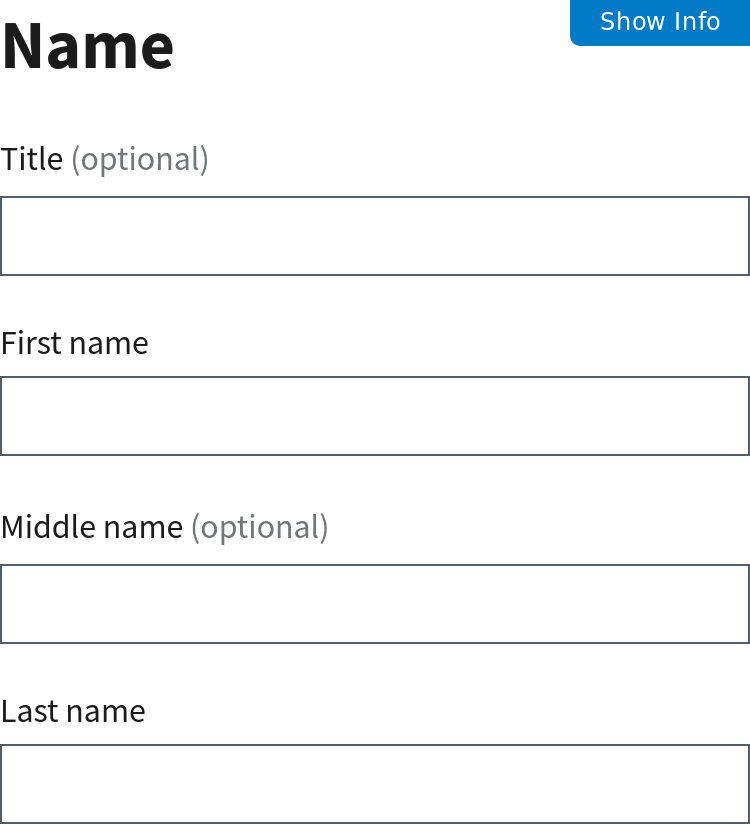 Name
Show Info
Title (optional)
First name
Middle name (optional)
Last name